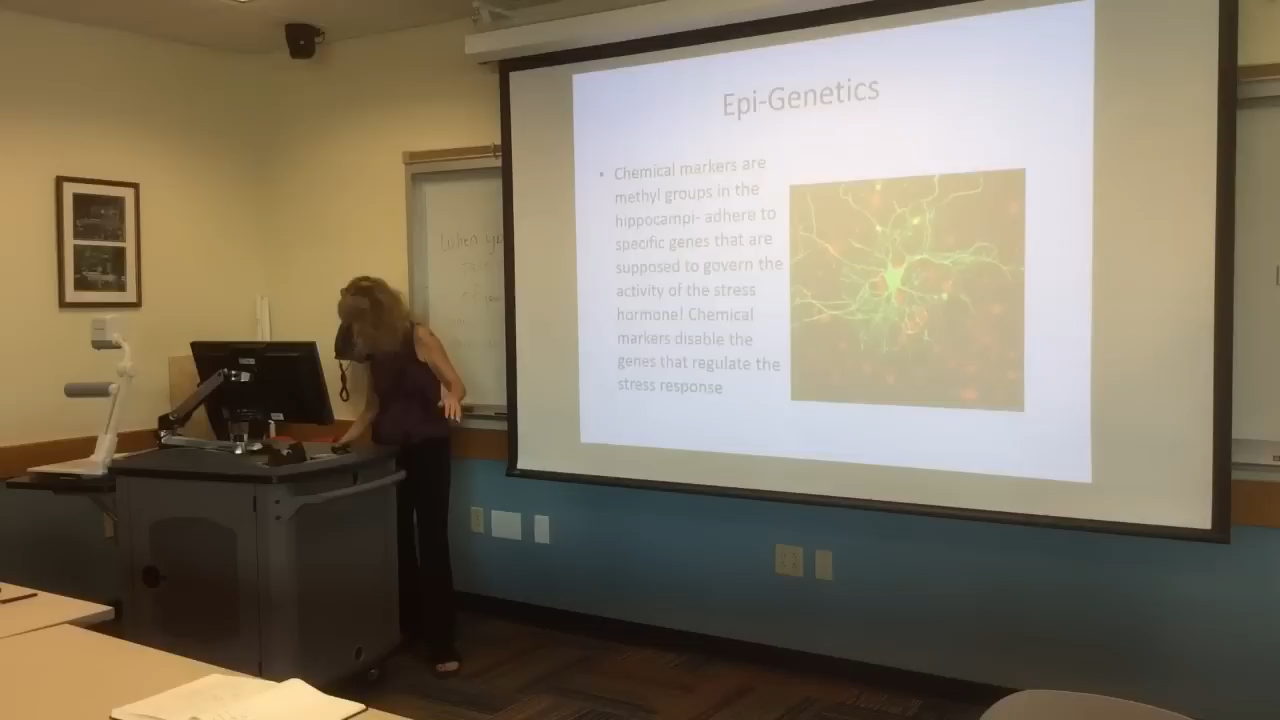 Epi-Genetics
• Chemical markers are
methyl groups in the
hippocampi- adhere to
specific genes that are
supposed to govern the
activity of the stress
hormone! Chemical
markers disable the
genes that regulate the
stress response
When